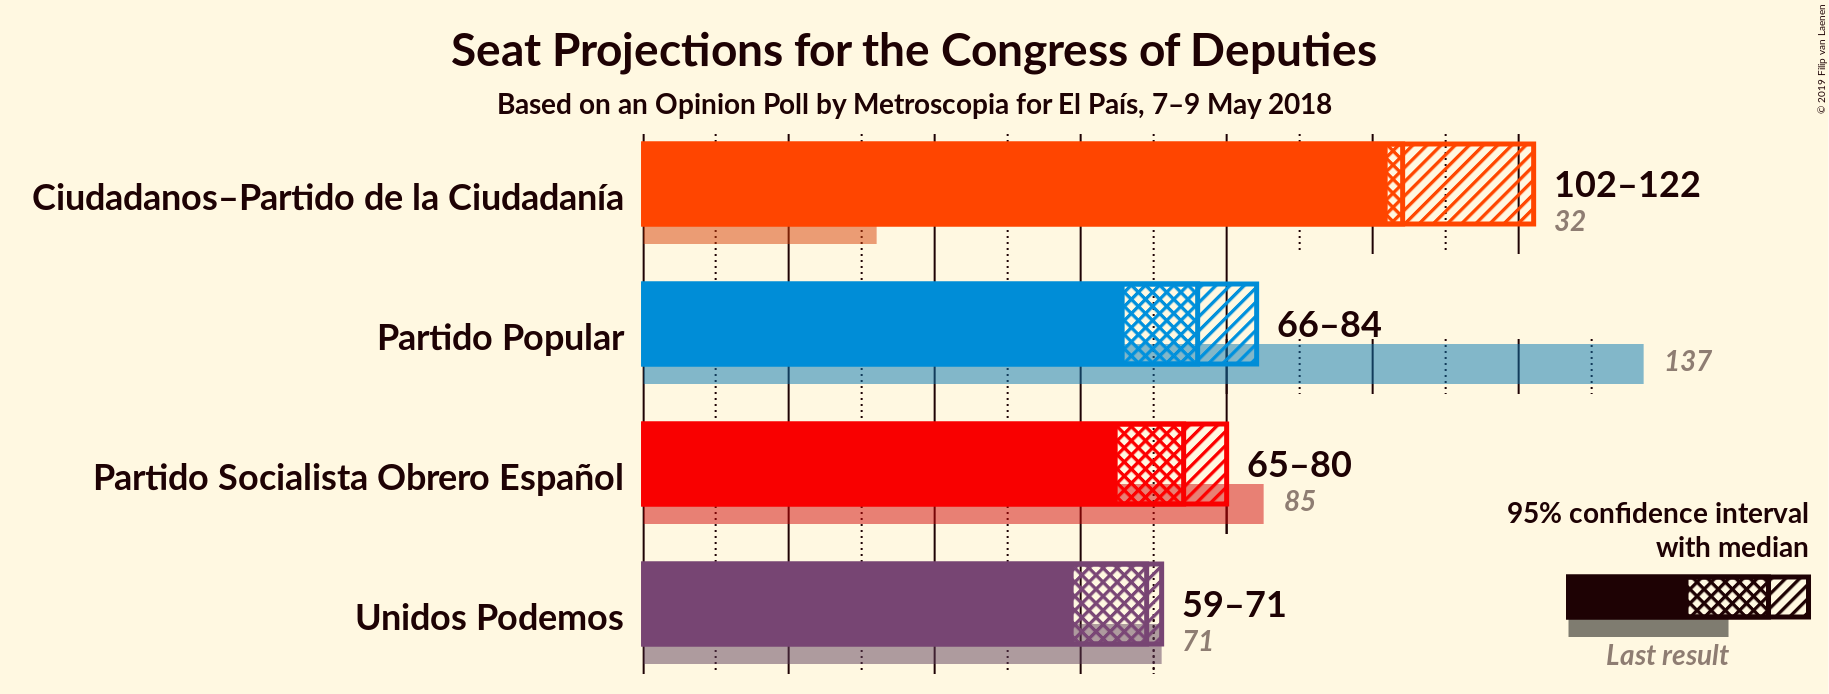 Seat Projections for the Congress of Deputies
Based on an Opinion Poll by Metroscopia for El País, 7–9 May 2018
© 2019 Filip van Laenen
Ciudadanos–Partido de la Ciudadanía
102–122
32
Partido Popular
66–84
137
Partido Socialista Obrero Español
65–80
85
Unidos Podemos
59–71
71
95% confidence interval
with median
Last result